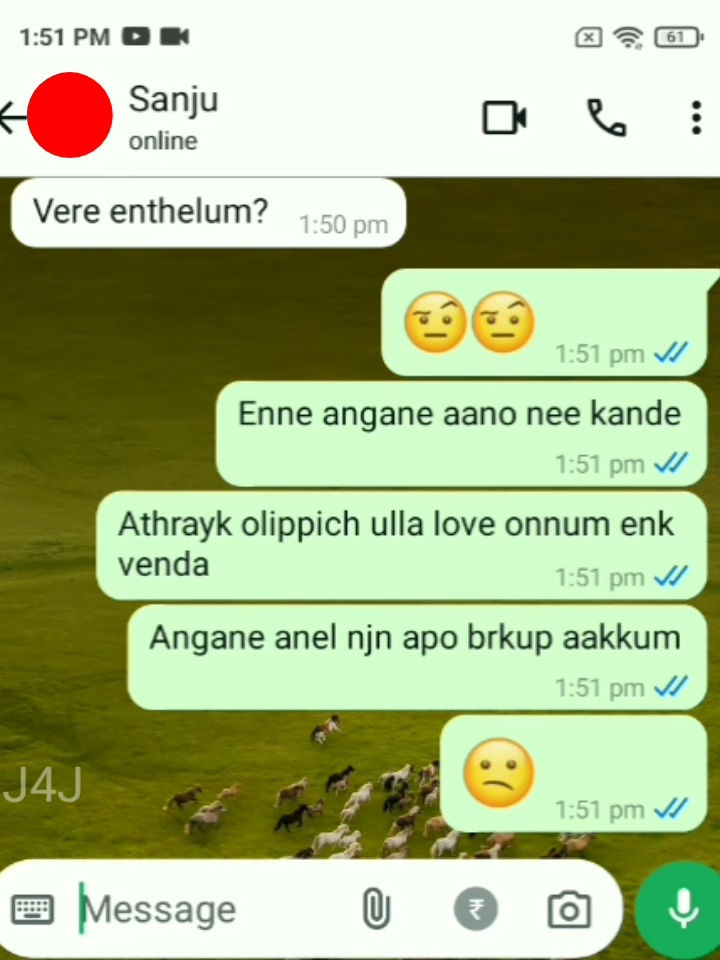 1:51 PM
61
Sanju
online
Vere enthelum?
1:50 pm
🤨🤨
1:51 pm
Enne angane aano nee kande
1:51 pm
Athrayk olippich ulla love onnum enk
venda
1:51 pm
Angane anel njn apo brkup aakkum
1:51 pm
😕
1:51 pm
J4J
Message